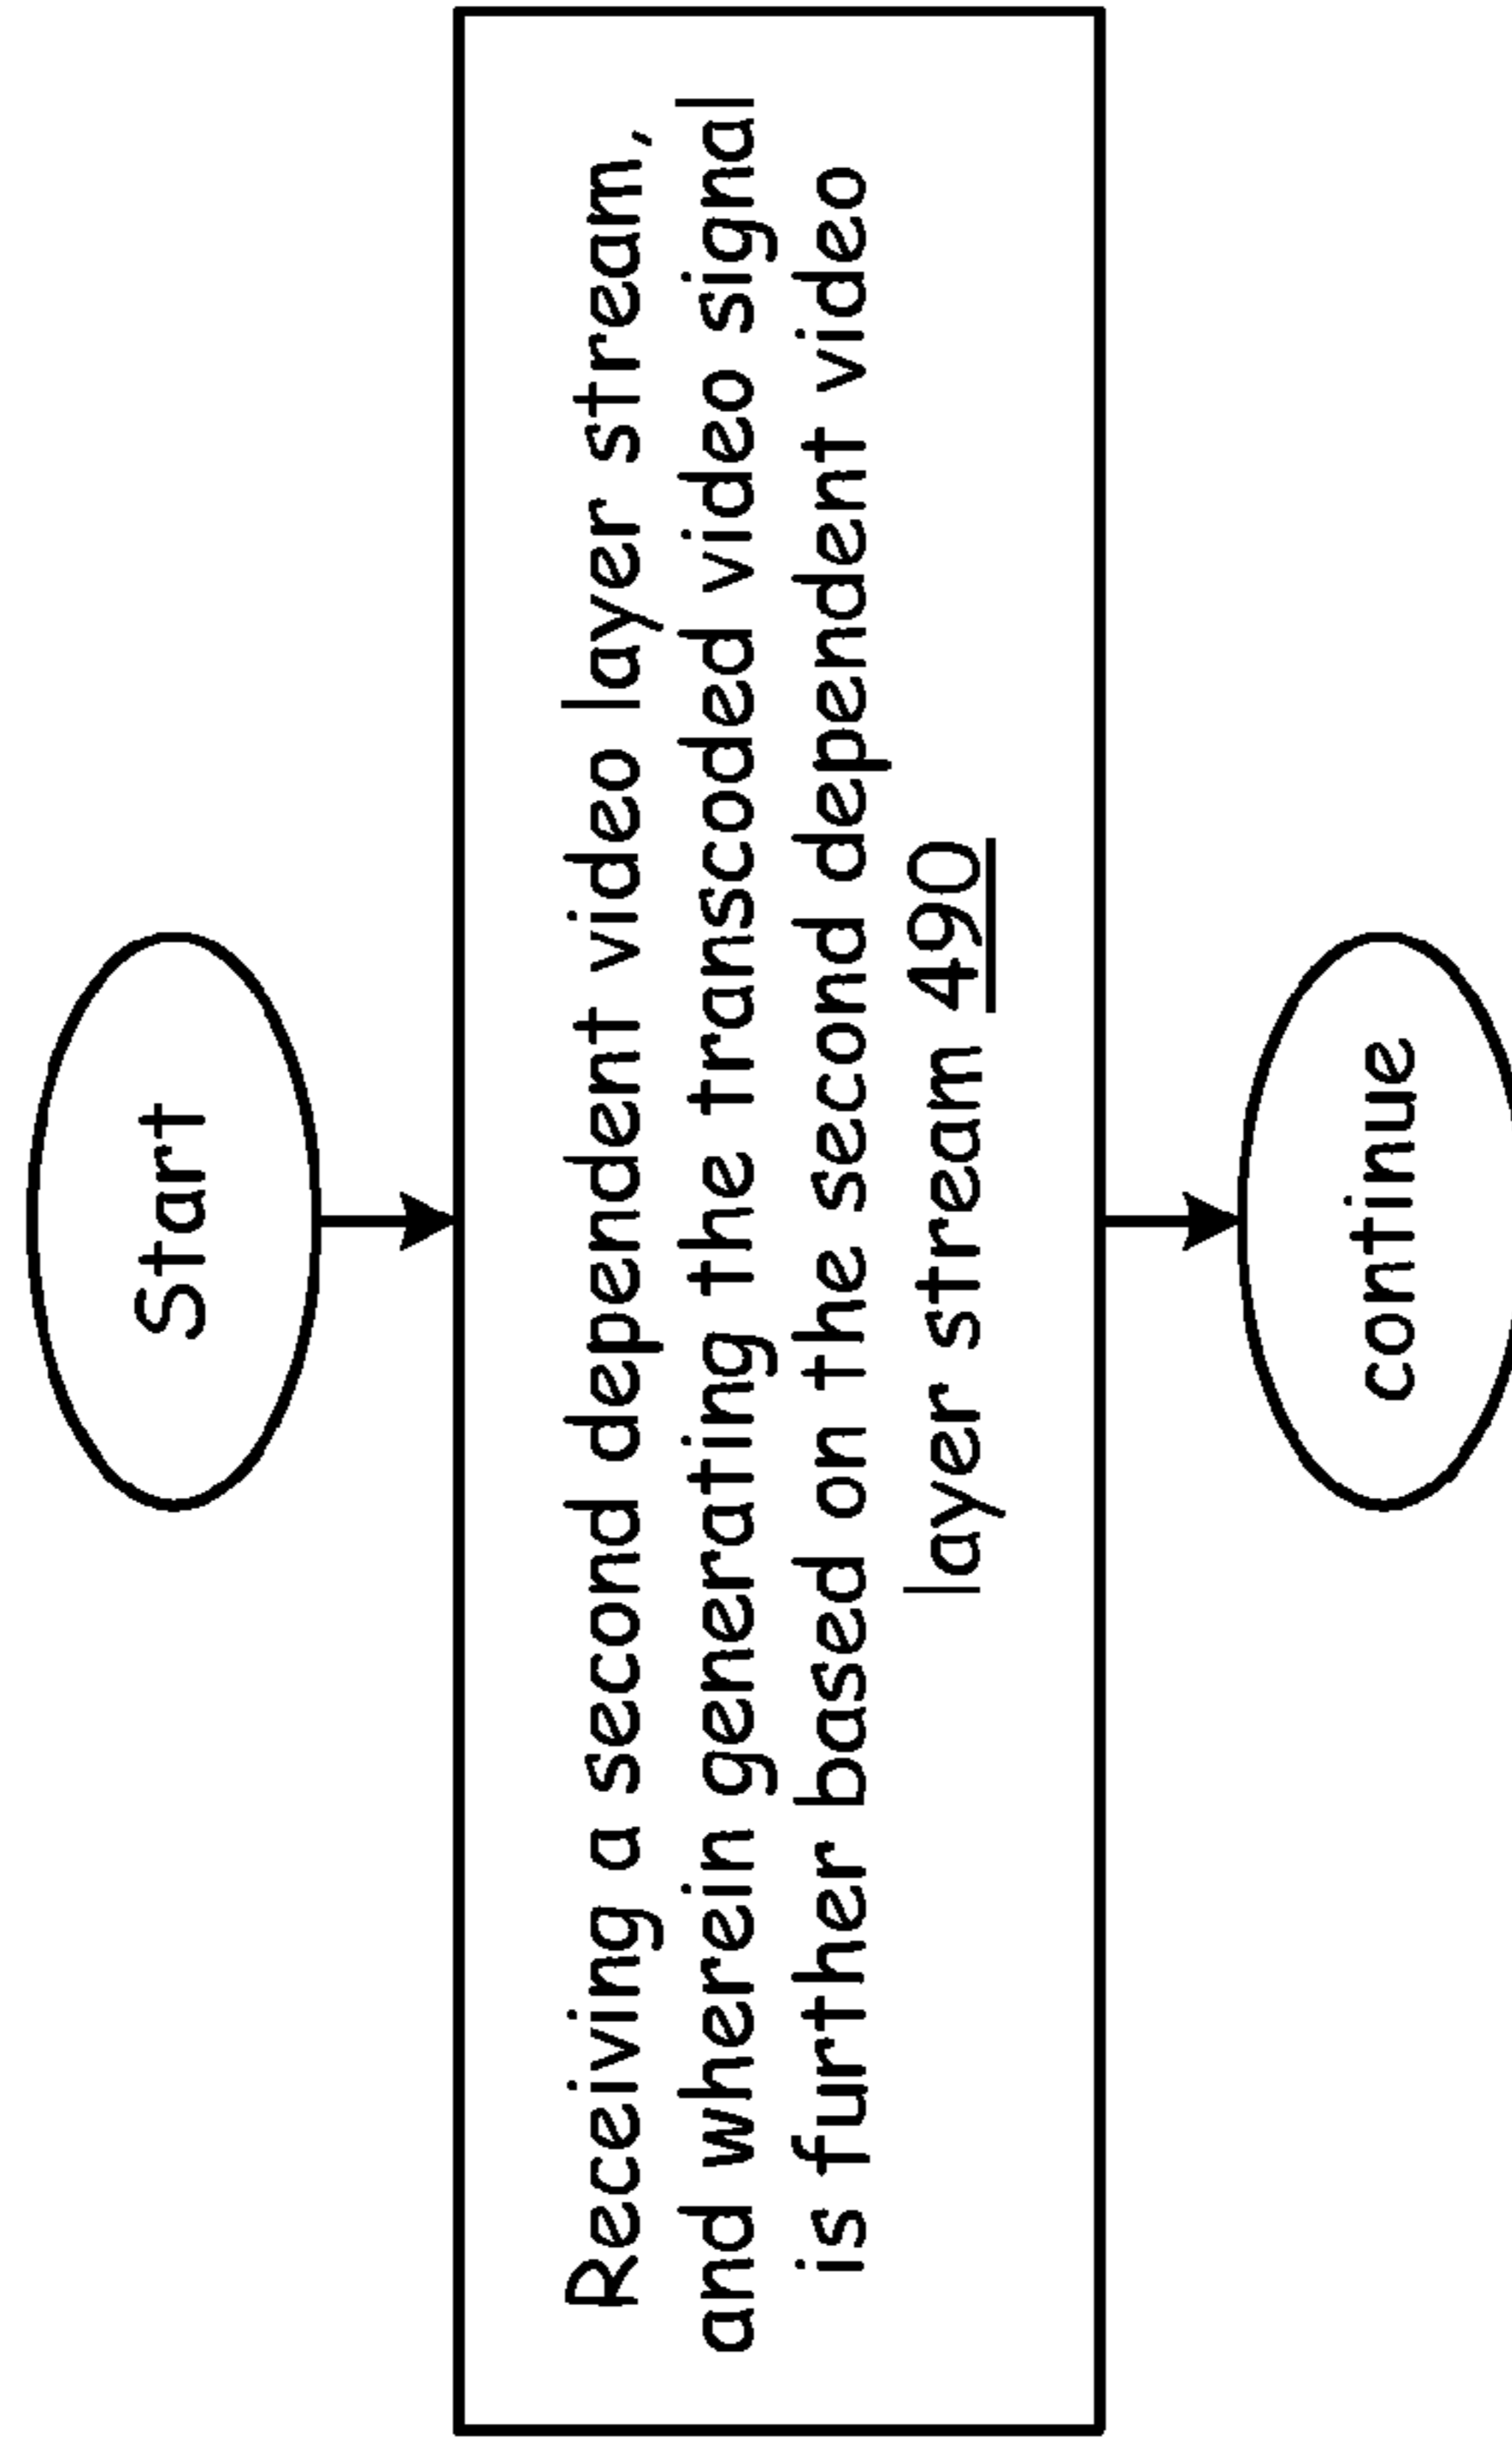 Start
Receiving a second dependent video layer stream,
and wherein generating the transcoded video signal
is further based on the second dependent video
layer stream 490
continue